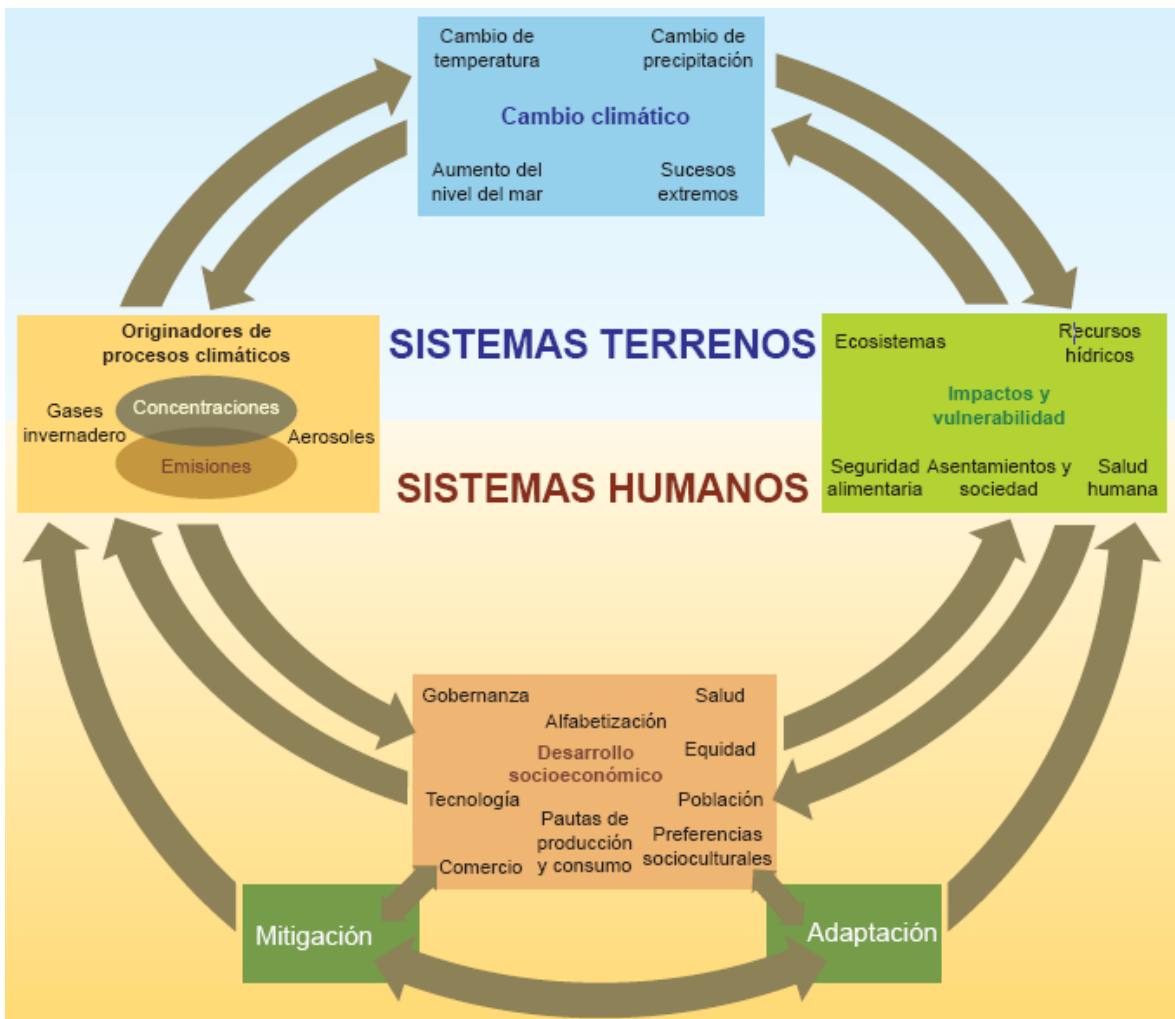 Cambio de
temperatura
Cambio de
precipitación
Cambio climático
Aumento del
nivel del mar
Sucesos
extremos
SISTEMAS TERRENOS
Originadores de
procesos climáticos
Concentraciones
Gases
invernadero
Aerosoles
Emisiones
Ecosistemas
Recursos
hídricos
Impactos y
vulnerabilidad
Seguridad
alimentaria
Asentamientos y
sociedad
Salud
humana
SISTEMAS HUMANOS
Gobernanza
Salud
Alfabetización
Desarrollo
socioeconómico
Equidad
Tecnología
Población
Pautas de
producción
y consumo
Preferencias
socioculturales
Comercio
Mitigación
Adaptación